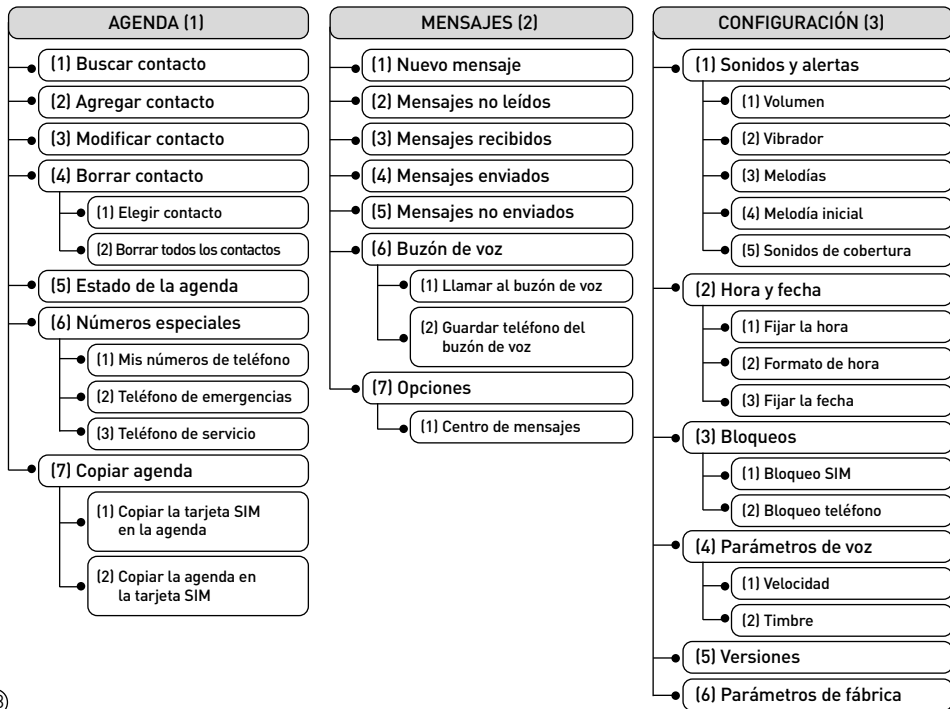 AGENDA (1)
(1) Buscar contacto
(2) Agregar contacto
(3) Modificar contacto
(4) Borrar contacto
(1) Elegir contacto
(2) Borrar todos los contactos
(5) Estado de la agenda
(6) Números especiales
(1) Mis números de teléfono
(2) Teléfono de emergencias
(3) Teléfono de servicio
(7) Copiar agenda
(1) Copiar la tarjeta SIM
en la agenda
(2) Copiar la agenda en
la tarjeta SIM
MENSAJES (2)
(1) Nuevo mensaje
(2) Mensajes no leídos
(3) Mensajes recibidos
(4) Mensajes enviados
(5) Mensajes no enviados
(6) Buzón de voz
(1) Llamar al buzón de voz
(2) Guardar teléfono del
buzón de voz
(7) Opciones
(1) Centro de mensajes
CONFIGURACIÓN (3)
(1) Sonidos y alertas
(1) Volumen
(2) Vibrador
(3) Melodías
(4) Melodía inicial
(5) Sonidos de cobertura
(2) Hora y fecha
(1) Fijar la hora
(2) Formato de hora
(3) Fijar la fecha
(3) Bloqueos
(1) Bloqueo SIM
(2) Bloqueo teléfono
(4) Parámetros de voz
(1) Velocidad
(2) Timbre
(5) Versiones
(6) Parámetros de fábrica